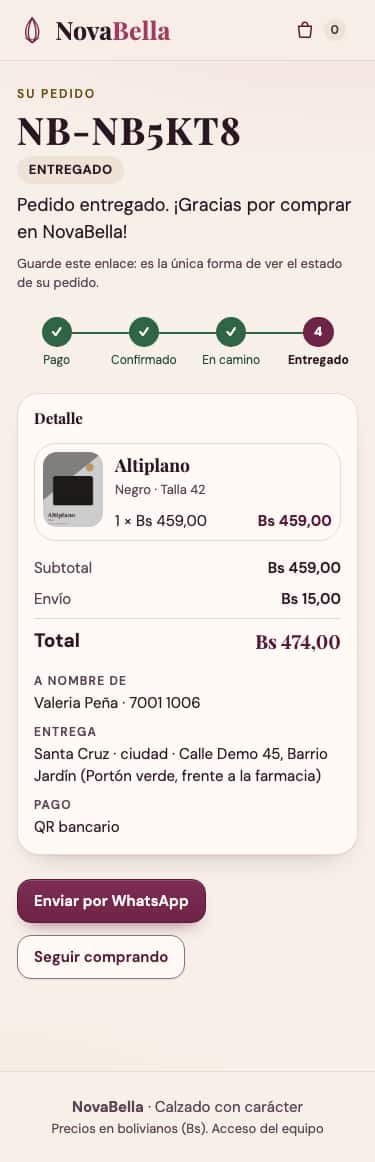 NovaBella
0
SU PEDIDO
NB-NB5KT8
ENTREGADO
Pedido entregado. ¡Gracias por comprar
en NovaBella!
Guarde este enlace: es la única forma de ver el estado
de su pedido.
4
Pago Confirmado En camino Entregado
Detalle
Altiplano
Altiplano
Negro · Talla 42
1 × Bs 459,00 Bs 459,00
Subtotal Bs 459,00
Envío Bs 15,00
Total Bs 474,00
A NOMBRE DE
Valeria Peña · 7001 1006
ENTREGA
Santa Cruz · ciudad · Calle Demo 45, Barrio
Jardín (Portón verde, frente a la farmacia)
PAGO
QR bancario
Enviar por WhatsApp
Seguir comprando
NovaBella · Calzado con carácter
Precios en bolivianos (Bs). Acceso del equipo